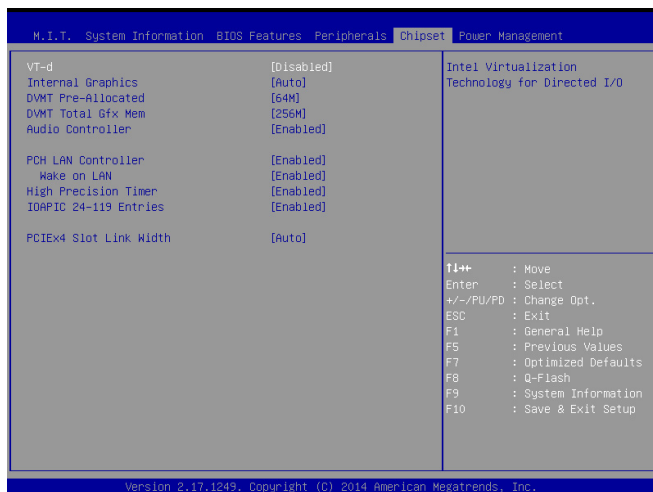 M.I.T. System Information BIOS Features Peripherals Chipset Power Management
VT-d [Disabled]
Internal Graphics [Auto]
DVMT Pre-Allocated [64M]
DVMT Total Gfx Mem [256M]
Audio Controller [Enabled]
PCH LAN Controller [Enabled]
Wake on LAN [Enabled]
High Precision Timer [Enabled]
IOAPIC 24-119 Entries [Enabled]
PCIEx4 Slot Link Width [Auto]
Intel Virtualization
Technology for Directed I/O
↑↓→← : Move
Enter : Select
+/-/PU/PD : Change Opt.
ESC : Exit
F1 : General Help
F5 : Previous Values
F7 : Optimized Defaults
F8 : Q-Flash
F9 : System Information
F10 : Save & Exit Setup
Version 2.17.1249. Copyright (C) 2014 American Megatrends, Inc.